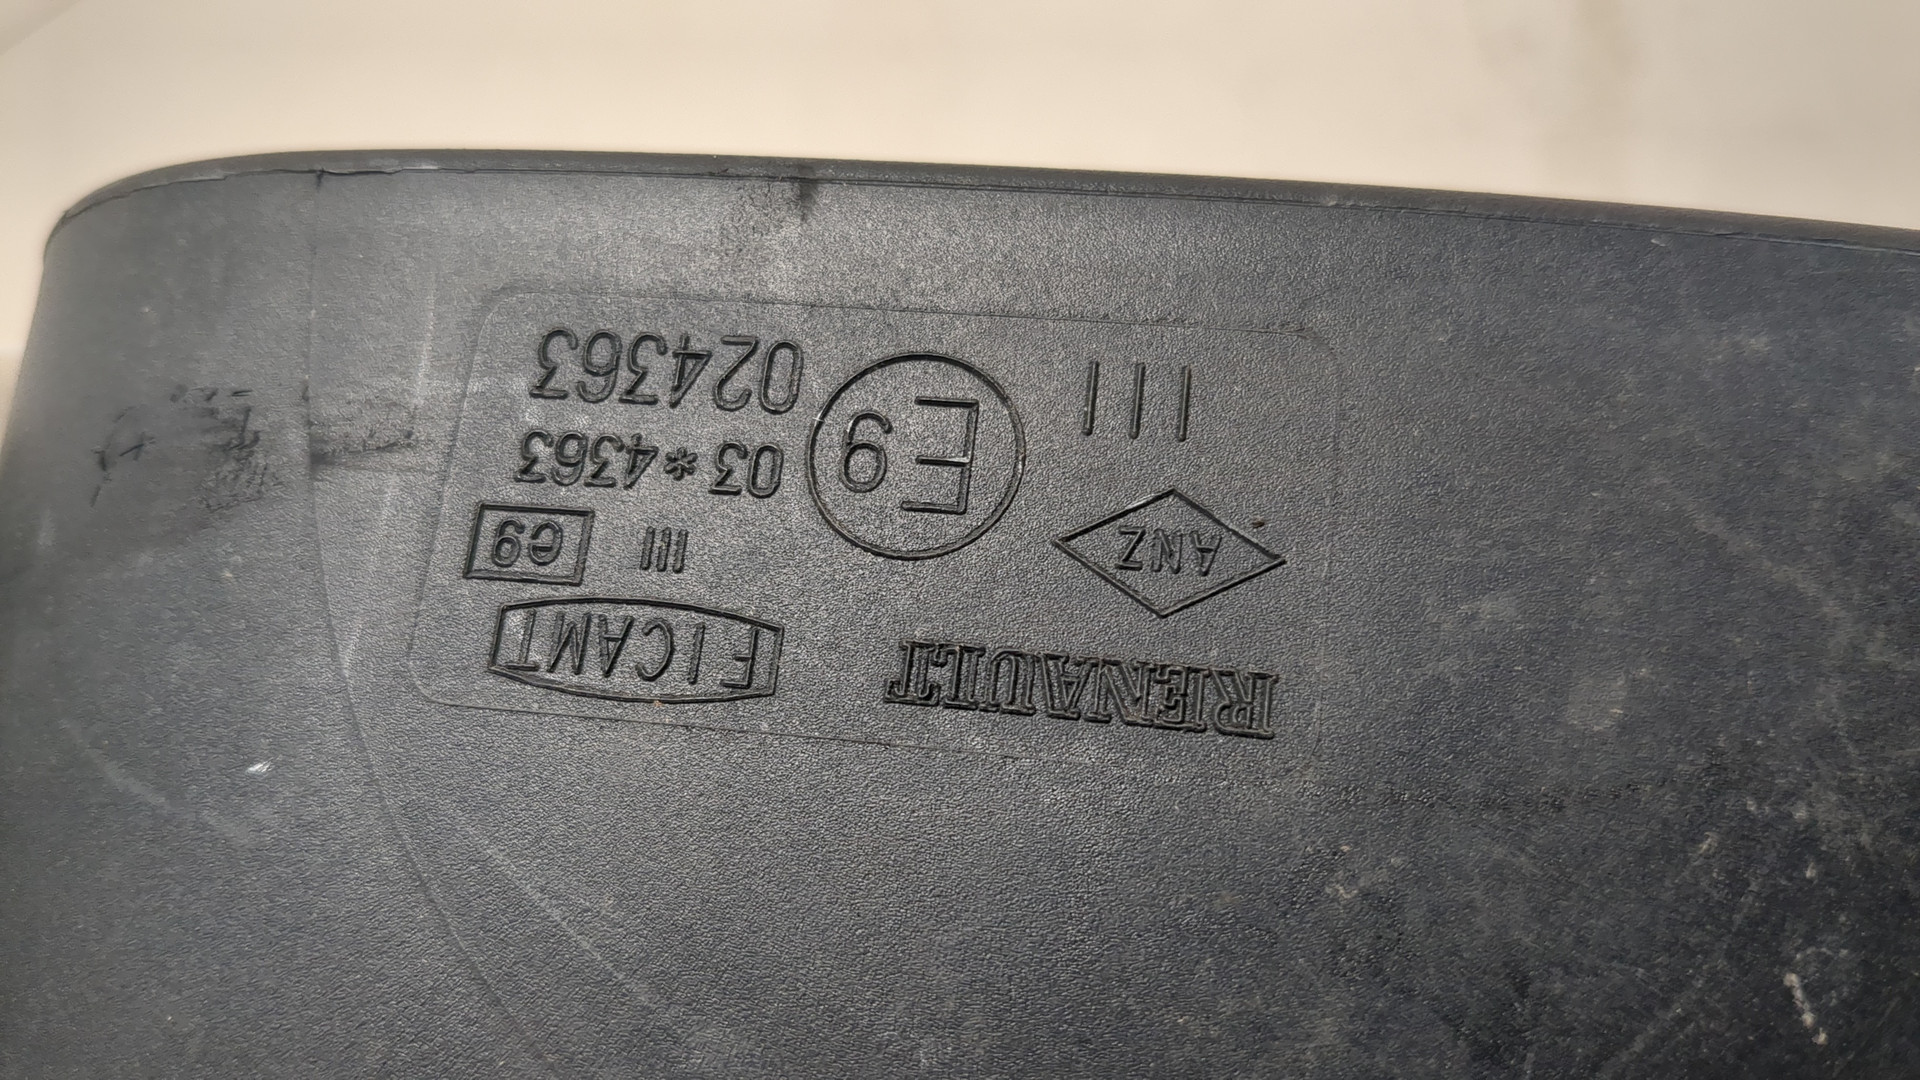 RENAULT
FICAMT
ANZ
III e9
E9
03*4363
III
024363